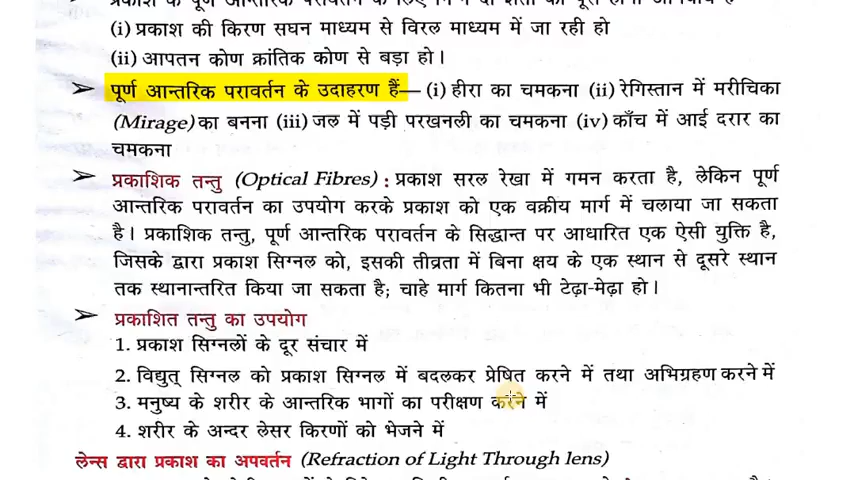 (i) प्रकाश की किरण सघन माध्यम से विरल माध्यम में जा रही हो
(ii) आपतन कोण क्रांतिक कोण से बड़ा हो।
➤ पूर्ण आन्तरिक परावर्तन के उदाहरण हैं— (i) हीरा का चमकना (ii) रेगिस्तान में मरीचिका
(Mirage) का बनना (iii) जल में पड़ी परखनली का चमकना (iv) काँच में आई दरार का
चमकना
➤ प्रकाशिक तन्तु (Optical Fibres) : प्रकाश सरल रेखा में गमन करता है, लेकिन पूर्ण
आन्तरिक परावर्तन का उपयोग करके प्रकाश को एक वक्रीय मार्ग में चलाया जा सकता
है। प्रकाशिक तन्तु, पूर्ण आन्तरिक परावर्तन के सिद्धान्त पर आधारित एक ऐसी युक्ति है,
जिसके द्वारा प्रकाश सिग्नल को, इसकी तीव्रता में बिना क्षय के एक स्थान से दूसरे स्थान
तक स्थानान्तरित किया जा सकता है; चाहे मार्ग कितना भी टेढ़ा-मेढ़ा हो।
➤ प्रकाशित तन्तु का उपयोग
1. प्रकाश सिग्नलों के दूर संचार में
2. विद्युत् सिग्नल को प्रकाश सिग्नल में बदलकर प्रेषित करने में तथा अभिग्रहण करने में
3. मनुष्य के शरीर के आन्तरिक भागों का परीक्षण करने में
4. शरीर के अन्दर लेसर किरणों को भेजने में
लेन्स द्वारा प्रकाश का अपवर्तन (Refraction of Light Through lens)